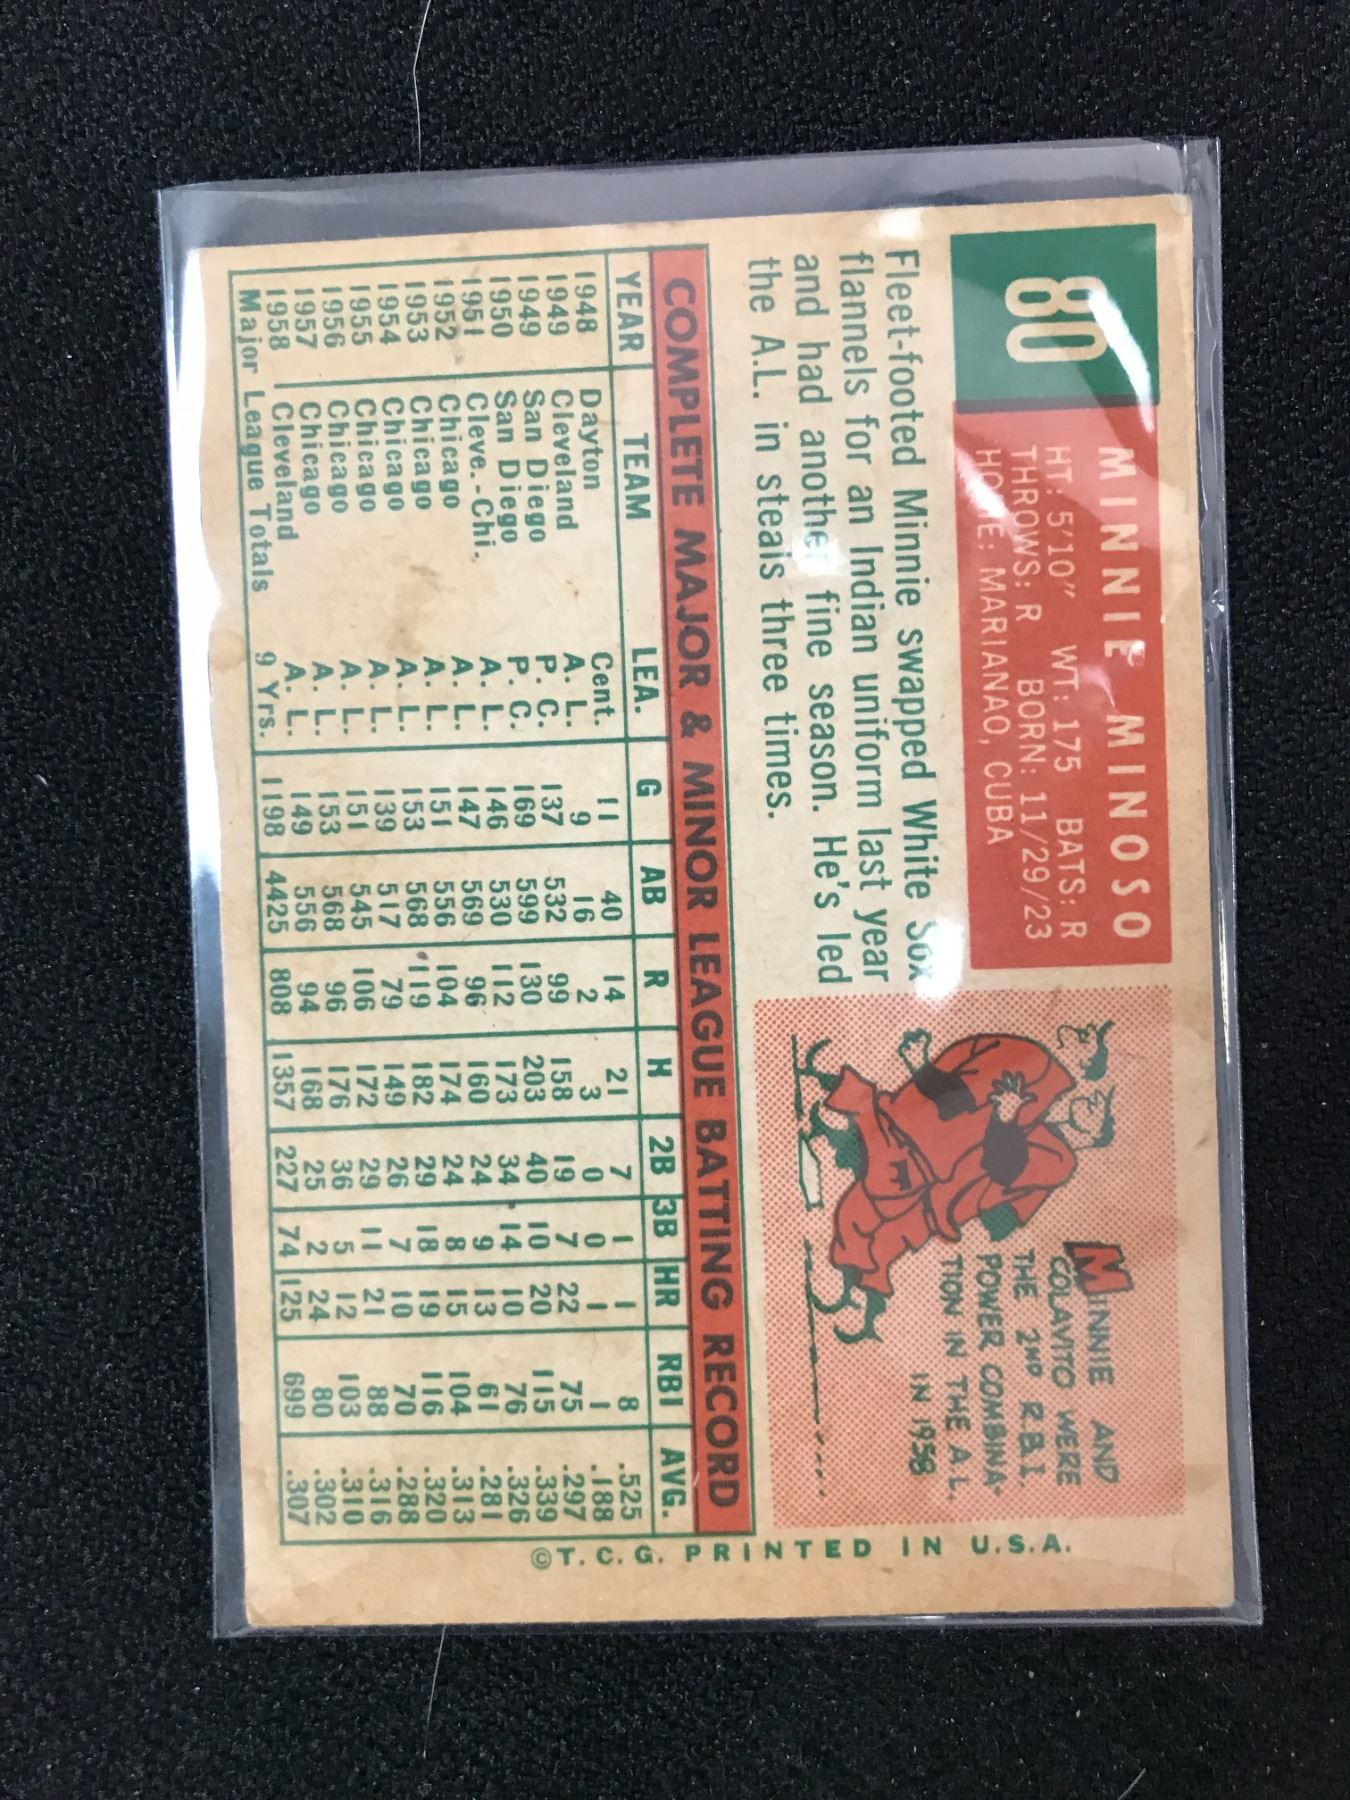 80
MINNIE MINOSO
HT: 5'10" WT: 175 BATS: R
THROWS: R BORN: 11/29/23
HOME: MARIANAO, CUBA
Fleet-footed Minnie swapped White Sox
flannels for an Indian uniform last year
and had another fine season. He's led
the A.L. in steals three times.
MINNIE AND
COLAVITO WERE
THE 2ND R.B.I.
POWER COMBINA-
TION IN THE A.L.
IN 1958
COMPLETE MAJOR & MINOR LEAGUE BATTING RECORD
YEAR TEAM LEA. G AB R H 2B 3B HR RBI AVG.
1948 Dayton Cent. 11 40 14 21 7 1 1 8 .525
1949 Cleveland A. L. 9 16 2 3 0 0 1 1 .188
1949 San Diego P. C. 137 532 99 158 19 7 22 75 .297
1950 San Diego P. C. 169 599 130 203 40 10 20 115 .339
1951 Cleve.-Chi. A. L. 146 530 112 173 34 14 10 76 .326
1952 Chicago A. L. 147 569 96 160 24 9 13 61 .281
1953 Chicago A. L. 151 556 104 174 24 8 15 104 .313
1954 Chicago A. L. 153 568 119 182 29 18 19 116 .320
1955 Chicago A. L. 139 517 79 149 26 7 10 70 .288
1956 Chicago A. L. 151 545 106 172 29 11 21 88 .316
1957 Chicago A. L. 153 568 96 176 36 5 12 103 .310
1958 Cleveland A. L. 149 556 94 168 25 2 24 80 .302
Major League Totals 9 Yrs. 1198 4425 808 1357 227 74 125 699 .307
©T. C. G. PRINTED IN U.S.A.